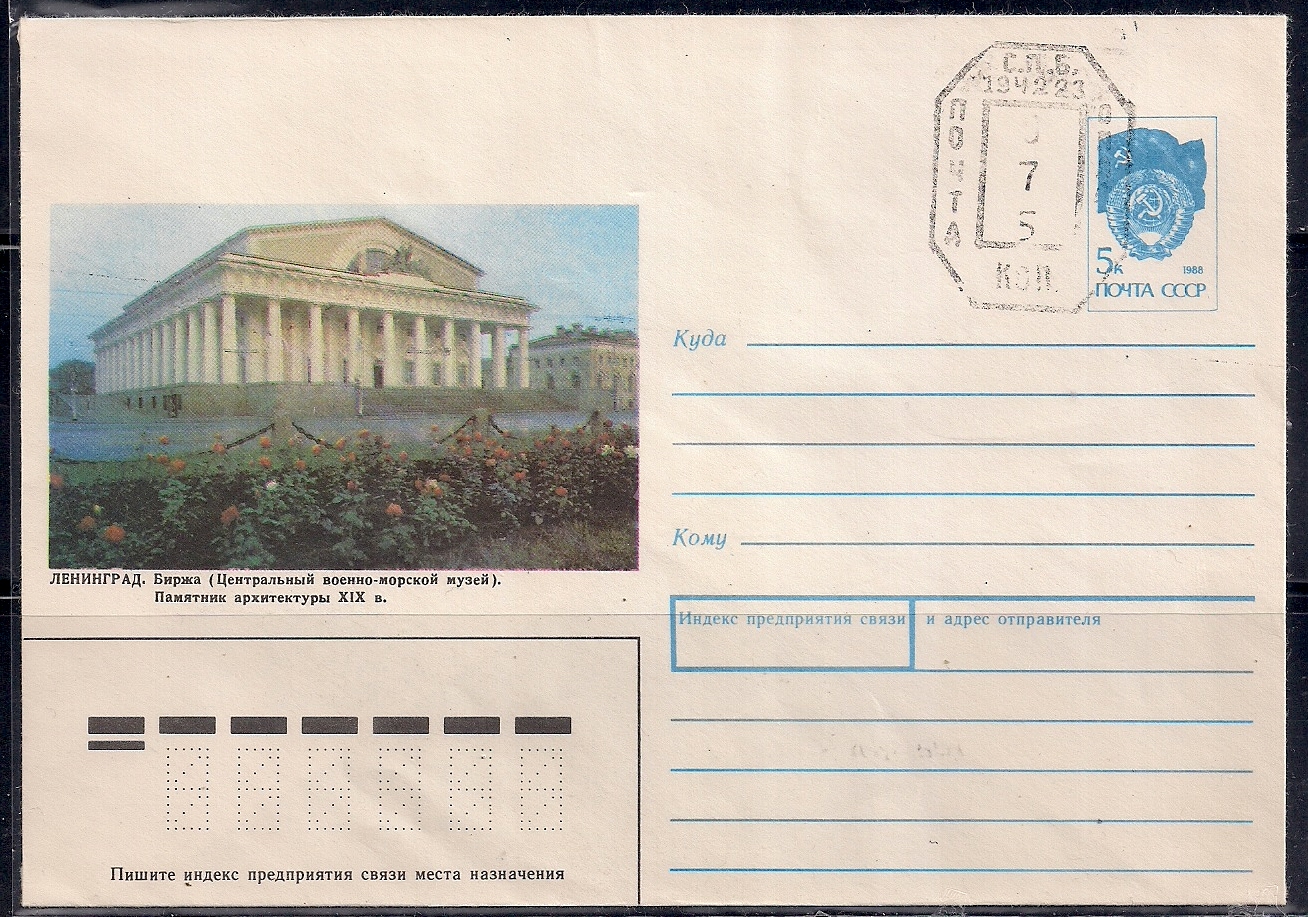 С.П.Б.
194223
ПОЧТА
7
5
КОП.
5к
1988
ПОЧТА СССР
Куда
ЛЕНИНГРАД. Биржа (Центральный военно-морской музей).
Памятник архитектуры XIX в.
Кому
Индекс предприятия связи и адрес отправителя
Пишите индекс предприятия связи места назначения